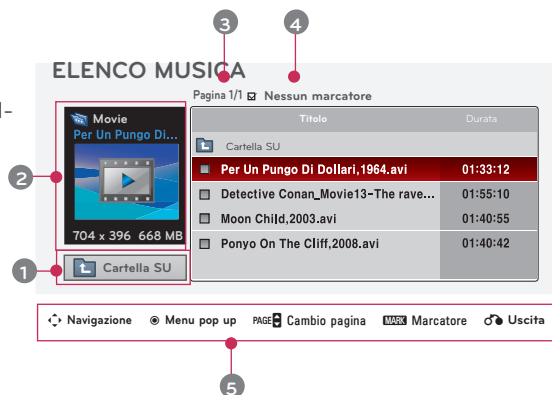 3 4
ELENCO MUSICA
Pagina 1/1 Nessun marcatore
l-
Movie
Per Un Pungo Di...
704 x 396 668 MB
Cartella SU
2
1
Titolo Durata
Cartella SU
Per Un Pungo Di Dollari,1964.avi 01:33:12
Detective Conan_Movie13-The rave... 01:55:10
Moon Child,2003.avi 01:40:55
Ponyo On The Cliff,2008.avi 01:40:42
Navigazione Menu pop up PAGE Cambio pagina MARK Marcatore Uscita
5